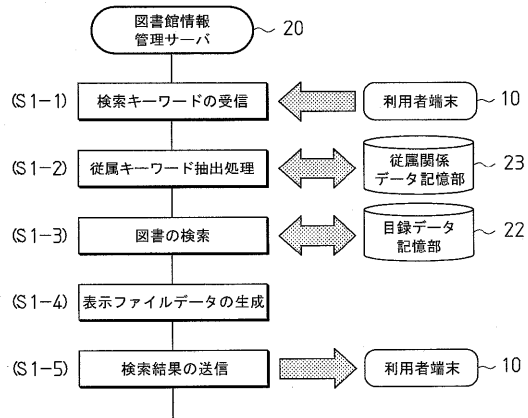 図書館情報
管理サーバ
20
(S1-1)
検索キーワードの受信
利用者端末
10
(S1-2)
従属キーワード抽出処理
従属関係
データ記憶部
23
(S1-3)
図書の検索
目録データ
記憶部
22
(S1-4)
表示ファイルデータの生成
(S1-5)
検索結果の送信
利用者端末
10